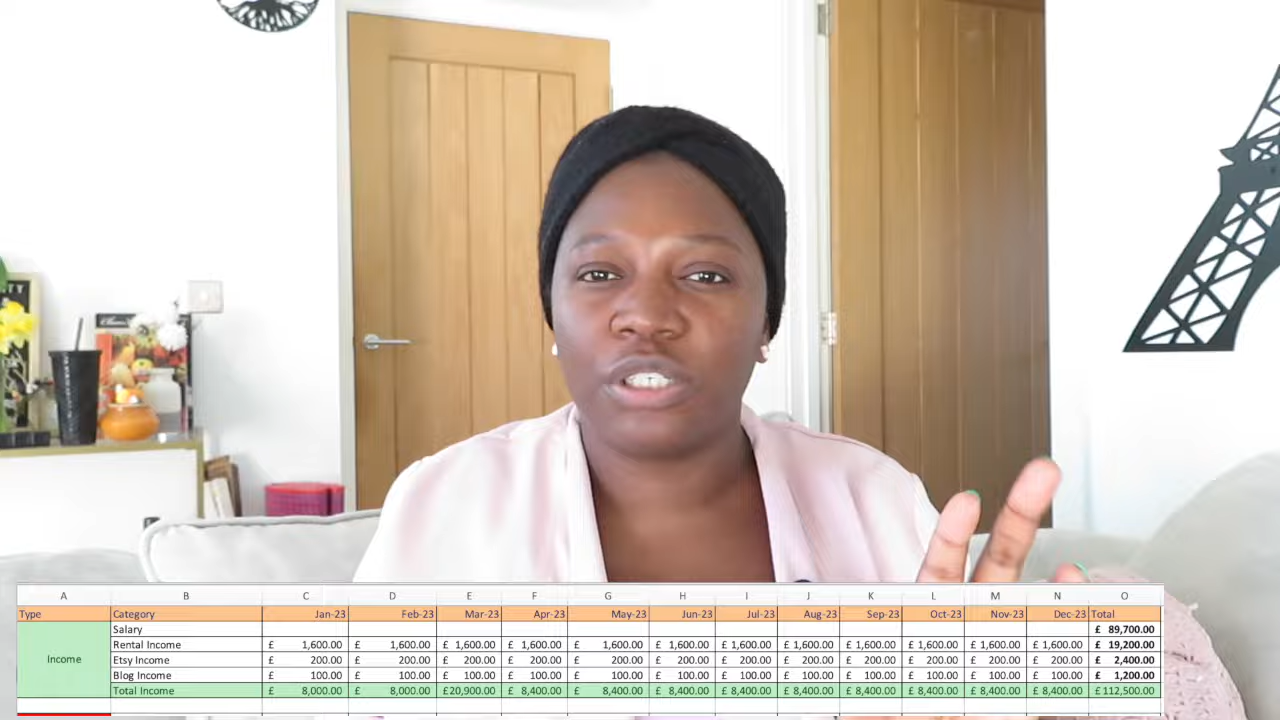 A B C D E F G H I J K L M N O
Type Category Jan-23 Feb-23 Mar-23 Apr-23 May-23 Jun-23 Jul-23 Aug-23 Sep-23 Oct-23 Nov-23 Dec-23 Total
Salary £ 89,700.00
Rental Income £ 1,600.00 £ 1,600.00 £ 1,600.00 £ 1,600.00 £ 1,600.00 £ 1,600.00 £ 1,600.00 £ 1,600.00 £ 1,600.00 £ 1,600.00 £ 1,600.00 £ 1,600.00 £ 19,200.00
Income Etsy Income £ 200.00 £ 200.00 £ 200.00 £ 200.00 £ 200.00 £ 200.00 £ 200.00 £ 200.00 £ 200.00 £ 200.00 £ 200.00 £ 200.00 £ 2,400.00
Blog Income £ 100.00 £ 100.00 £ 100.00 £ 100.00 £ 100.00 £ 100.00 £ 100.00 £ 100.00 £ 100.00 £ 100.00 £ 100.00 £ 100.00 £ 1,200.00
Total Income £ 8,000.00 £ 8,000.00 £20,900.00 £ 8,400.00 £ 8,400.00 £ 8,400.00 £ 8,400.00 £ 8,400.00 £ 8,400.00 £ 8,400.00 £ 8,400.00 £ 8,400.00 £112,500.00